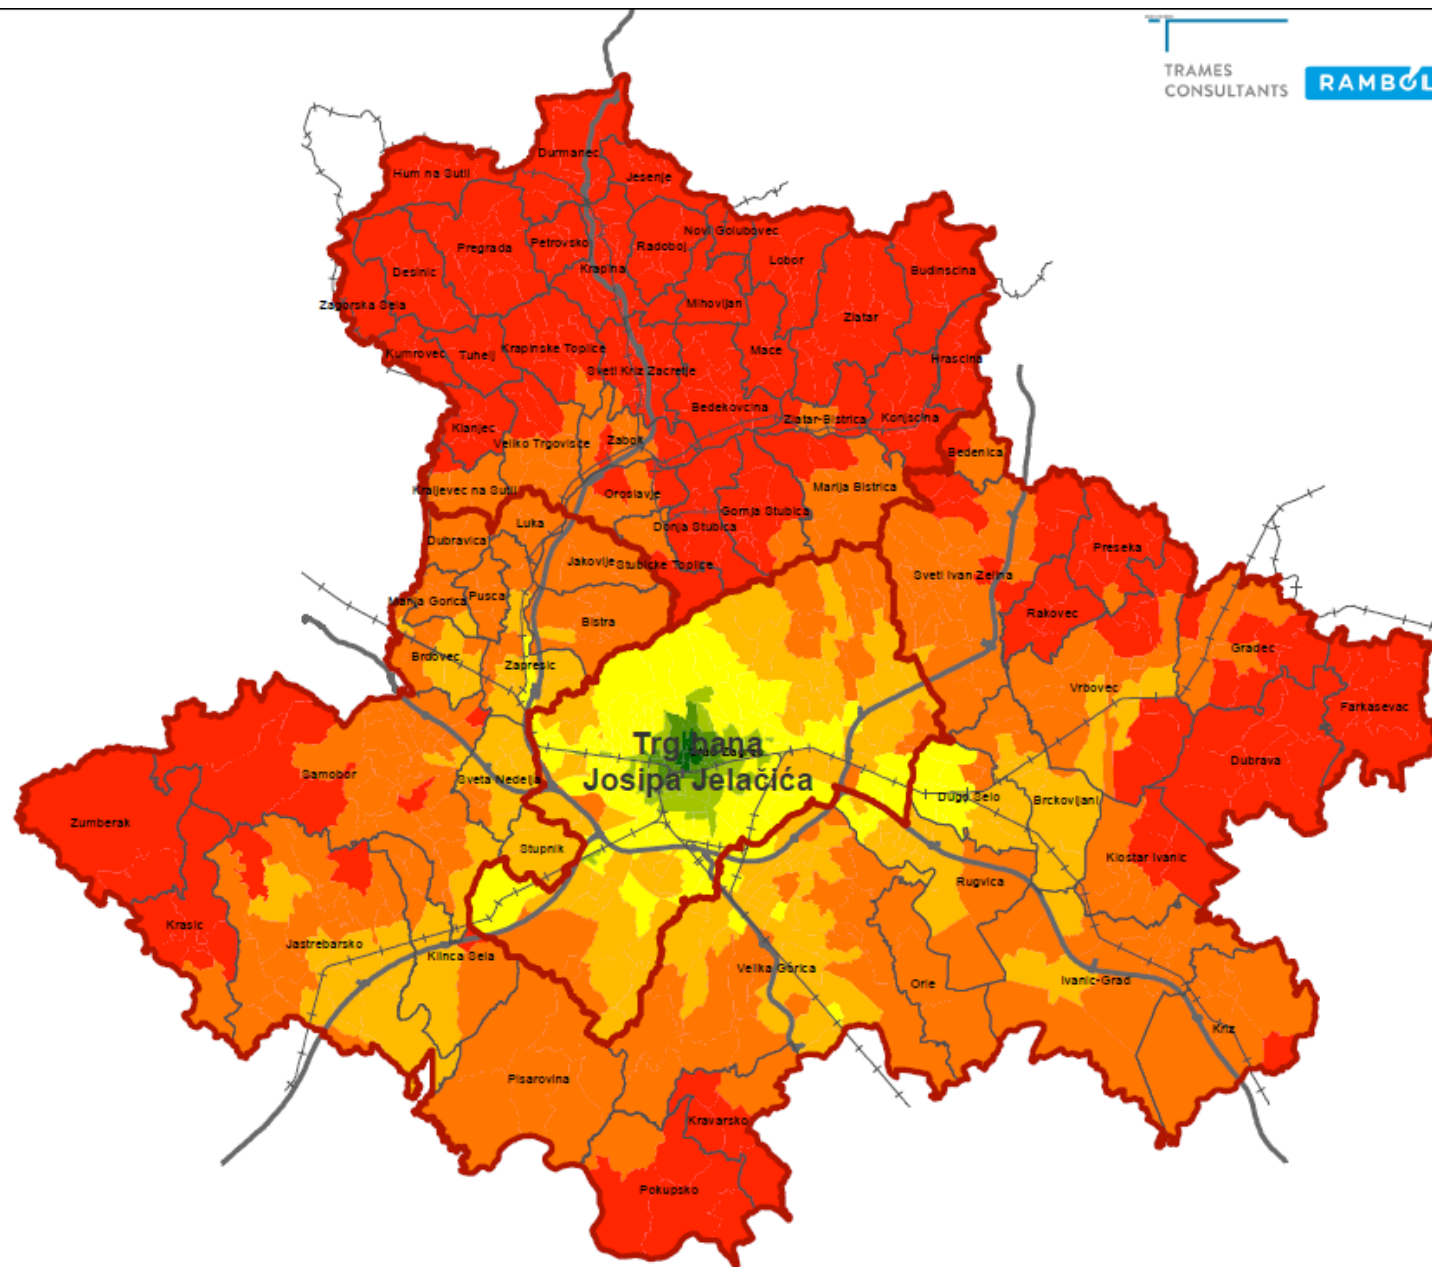 TRAMES
CONSULTANTS
RAMBOL
Durmanec
Hum na Sutli
Jesenje
Novi Golubovec
Petrovsko
Radoboj
Pregrada
Lobor
Krapina
Desinic
Budinscina
Zagorska Sela
Mihovljan
Zlatar
Krapinske Toplice
Mace
Kumrovec
Tuhelj
Hrascina
Sveti Kriz Zacretje
Bedekovcina
Zlatar-Bistrica
Konjscina
Klanjec
Veliko Trgovisce
Zabok
Bedenica
Kraljevec na Sutli
Oroslavje
Marija Bistrica
Gornja Stubica
Luka
Donja Stubica
Dubravica
Preseka
Jakovlje
Stubicke Toplice
Sveti Ivan Zelina
Marija Gorica
Pusca
Rakovec
Bistra
Brdovec
Zapresic
Gradec
Vrbovec
Farkasevac
Trg bana
Josipa Jelačića
Samobor
Sveta Nedelja
Dubrava
Dugo Selo
Brckovljani
Zumberak
Stupnik
Klostar Ivanic
Rugvica
Krasic
Jastrebarsko
Klinca Sela
Velika Gorica
Orle
Ivanic-Grad
Kriz
Pisarovina
Kravarsko
Pokupsko